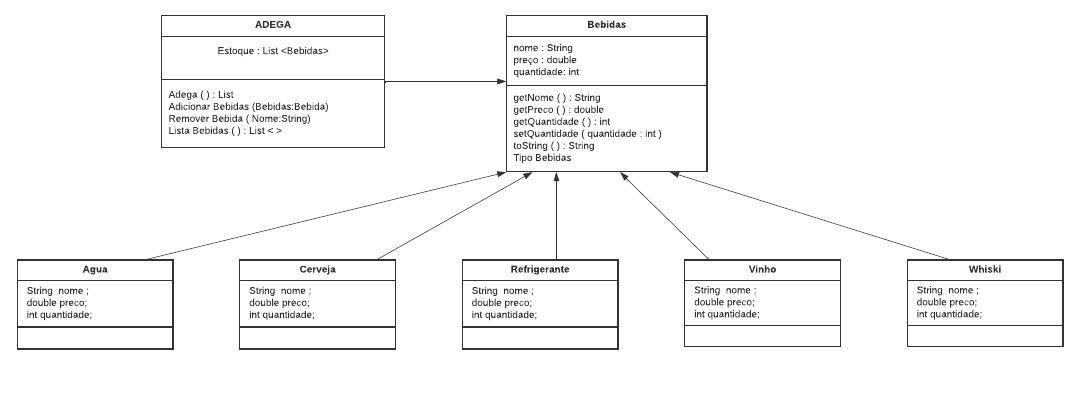 ADEGA
Estoque : List <Bebidas>
Adega ( ) : List
Adicionar Bebidas (Bebidas:Bebida)
Remover Bebida ( Nome:String)
Lista Bebidas ( ) : List < >
Bebidas
nome : String
preço : double
quantidade: int
getNome ( ) : String
getPreco ( ) : double
getQuantidade ( ) : int
setQuantidade ( quantidade : int )
toString ( ) : String
Tipo Bebidas
Agua
String nome ;
double preco;
int quantidade;
Cerveja
String nome ;
double preco;
int quantidade;
Refrigerante
String nome ;
double preco;
int quantidade;
Vinho
String nome ;
double preco;
int quantidade;
Whiski
String nome ;
double preco;
int quantidade;